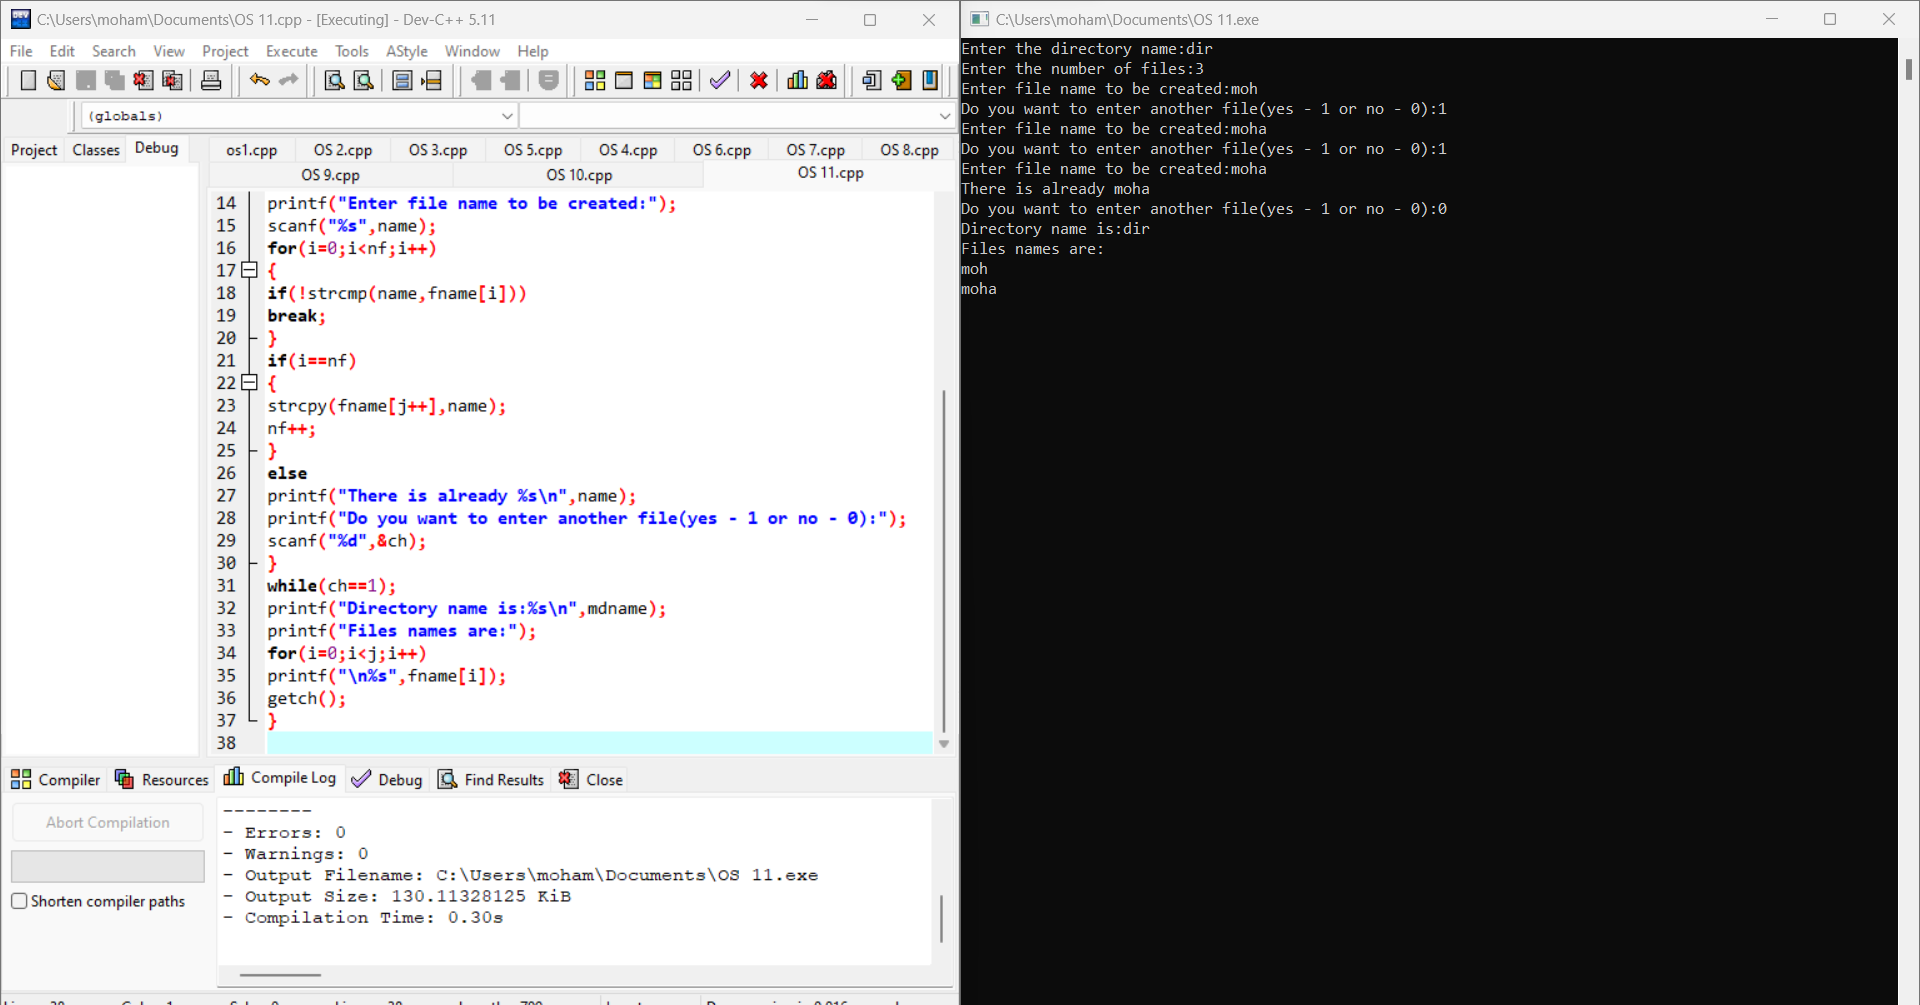 C:\Users\moham\Documents\OS 11.cpp - [Executing] - Dev-C++ 5.11
File Edit Search View Project Execute Tools AStyle Window Help
(globals)
Project Classes Debug
os1.cpp OS 2.cpp OS 3.cpp OS 5.cpp OS 4.cpp OS 6.cpp OS 7.cpp OS 8.cpp
OS 9.cpp OS 10.cpp OS 11.cpp
14 printf("Enter file name to be created:");
15 scanf("%s",name);
16 for(i=0;i<nf;i++)
17 {
18 if(!strcmp(name,fname[i]))
19 break;
20 }
21 if(i==nf)
22 {
23 strcpy(fname[j++],name);
24 nf++;
25 }
26 else
27 printf("There is already %s\n",name);
28 printf("Do you want to enter another file(yes - 1 or no - 0):");
29 scanf("%d",&ch);
30 }
31 while(ch==1);
32 printf("Directory name is:%s\n",mdname);
33 printf("Files names are:");
34 for(i=0;i<j;i++)
35 printf("\n%s",fname[i]);
36 getch();
37 }
38
Compiler Resources Compile Log Debug Find Results Close
Abort Compilation
Shorten compiler paths
--------
- Errors: 0
- Warnings: 0
- Output Filename: C:\Users\moham\Documents\OS 11.exe
- Output Size: 130.11328125 KiB
- Compilation Time: 0.30s
C:\Users\moham\Documents\OS 11.exe
Enter the directory name:dir
Enter the number of files:3
Enter file name to be created:moh
Do you want to enter another file(yes - 1 or no - 0):1
Enter file name to be created:moha
Do you want to enter another file(yes - 1 or no - 0):1
Enter file name to be created:moha
There is already moha
Do you want to enter another file(yes - 1 or no - 0):0
Directory name is:dir
Files names are:
moh
moha